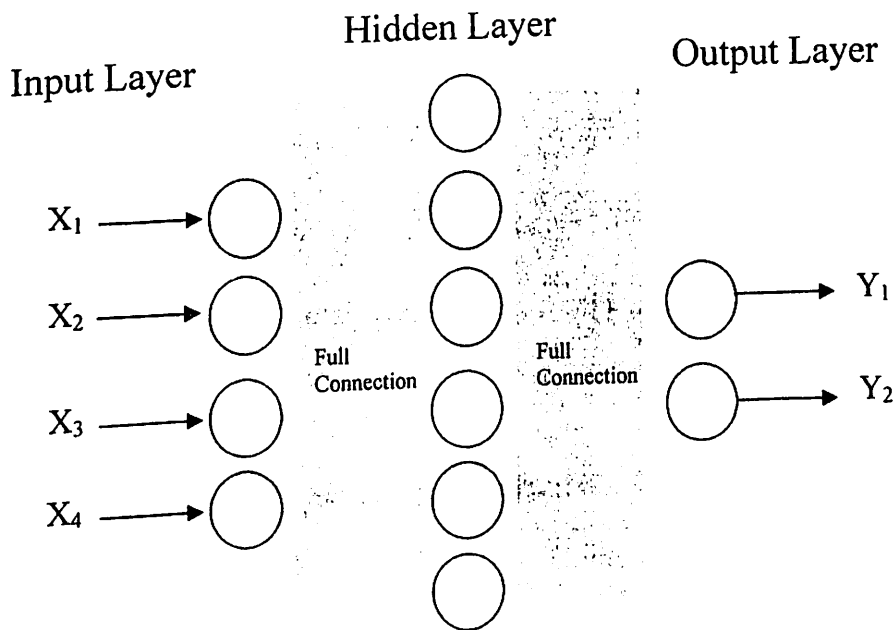 Hidden Layer
Input Layer
Output Layer
X₁
X₂
X₃
X₄
Full
Connection
Full
Connection
Y₁
Y₂